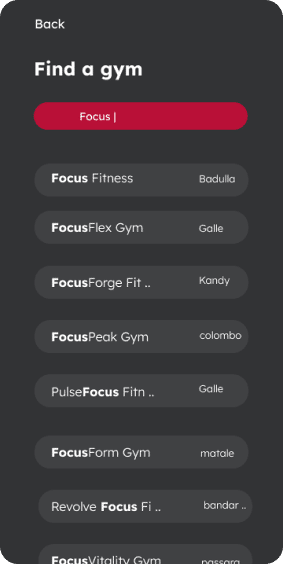 Back
Find a gym
Focus |
Focus Fitness Badulla
FocusFlex Gym Galle
FocusForge Fit .. Kandy
FocusPeak Gym colombo
PulseFocus Fitn .. Galle
FocusForm Gym matale
Revolve Focus Fi .. bandar ..
FocusVitality Gym passara